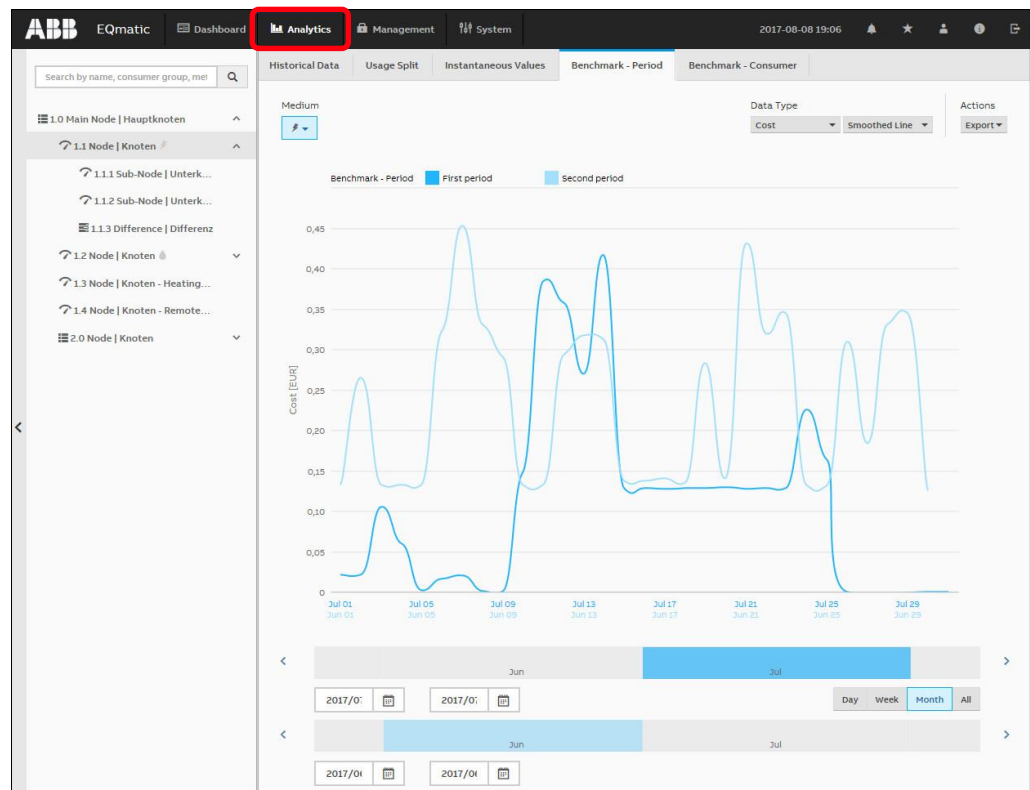 ABB EQmatic Dashboard Analytics Management System 2017-08-08 19:06
Search by name, consumer group, met
1.0 Main Node | Hauptknoten
1.1 Node | Knoten
1.1.1 Sub-Node | Unterk...
1.1.2 Sub-Node | Unterk...
1.1.3 Difference | Differenz
1.2 Node | Knoten
1.3 Node | Knoten - Heating...
1.4 Node | Knoten - Remote...
2.0 Node | Knoten
Historical Data Usage Split Instantaneous Values Benchmark - Period Benchmark - Consumer
Medium Data Type Actions
Cost Smoothed Line Export
Benchmark - Period First period Second period
0,45
0,40
0,35
0,30
0,25
0,20
0,15
0,10
0,05
0
Cost [EUR]
Jul 01 Jul 05 Jul 09 Jul 13 Jul 17 Jul 21 Jul 25 Jul 29
Jun 01 Jun 05 Jun 09 Jun 13 Jun 17 Jun 21 Jun 25 Jun 29
Jun Jul
2017/07 2017/07 Day Week Month All
Jun Jul
2017/06 2017/06